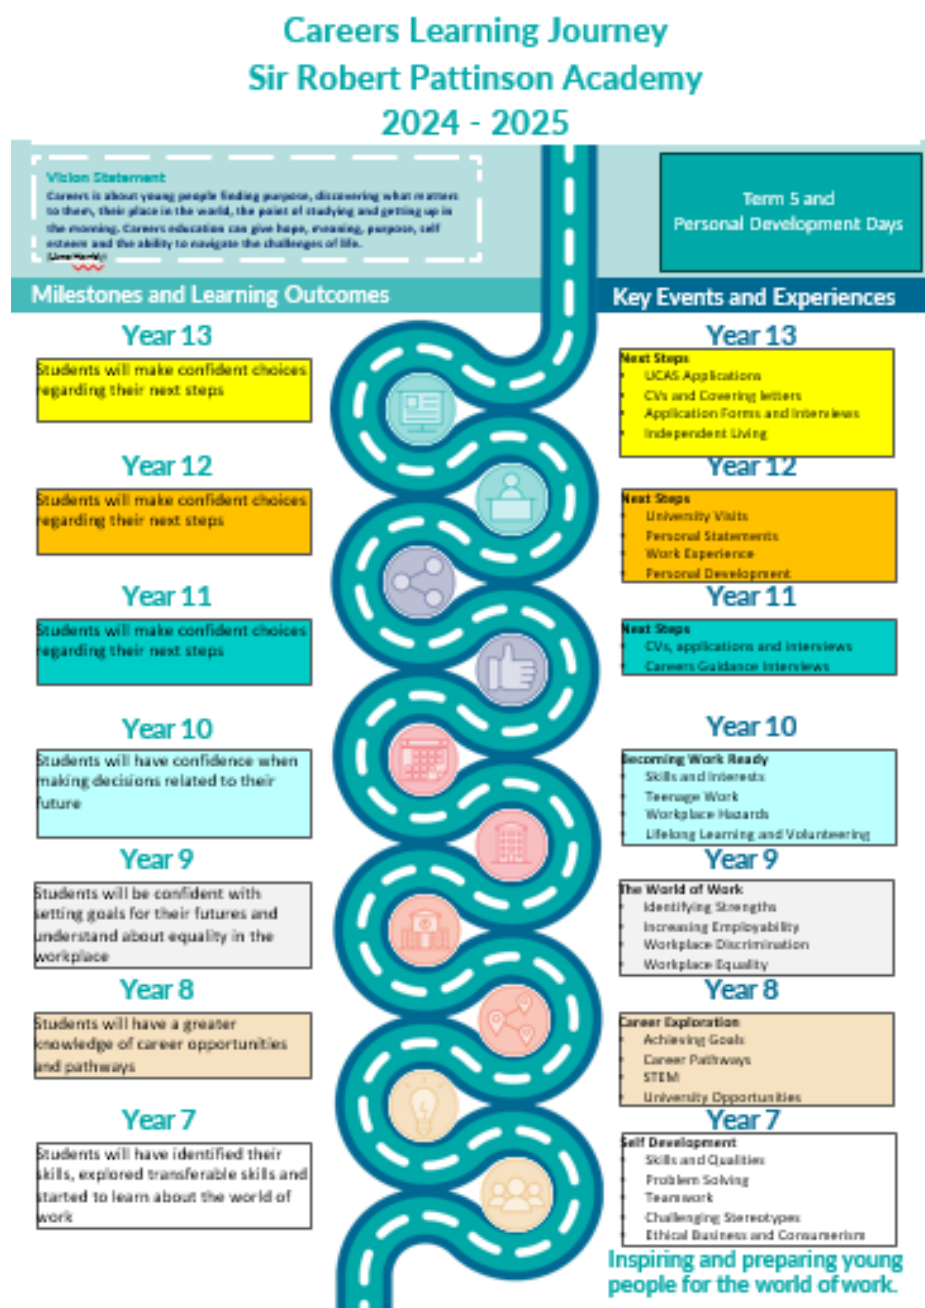 Careers Learning Journey
Sir Robert Pattinson Academy
2024 - 2025
Vision Statement
Careers is about young people finding purpose, discovering what matters
to them, their place in the world, the point of studying and getting up in
the morning. Careers education can give hope, meaning, purpose, self
esteem and the ability to navigate the challenges of life.
Term 5 and
Personal Development Days
Milestones and Learning Outcomes
Key Events and Experiences
Year 13
Students will make confident choices
regarding their next steps
Year 13
Next Steps
UCAS Applications
CVs and Covering letters
Application Forms and Interviews
Independent Living
Year 12
Students will make confident choices
regarding their next steps
Year 12
Next Steps
University Visits
Personal Statements
Work Experience
Personal Development
Year 11
Students will make confident choices
regarding their next steps
Year 11
Next Steps
CVs, applications and interviews
Careers Guidance Interviews
Year 10
Students will have confidence when
making decisions related to their
future
Year 10
Becoming Work Ready
Skills and Interests
Teenage Work
Workplace Hazards
Lifelong Learning and Volunteering
Year 9
Students will be confident with
setting goals for their futures and
understand about equality in the
workplace
Year 9
The World of Work
Identifying Strengths
Increasing Employability
Workplace Discrimination
Workplace Equality
Year 8
Students will have a greater
knowledge of career opportunities
and pathways
Year 8
Career Exploration
Achieving Goals
Career Pathways
STEM
University Opportunities
Year 7
Students will have identified their
skills, explored transferable skills and
started to learn about the world of
work
Year 7
Self Development
Skills and Qualities
Problem Solving
Teamwork
Challenging Stereotypes
Ethical Business and Consumerism
Inspiring and preparing young
people for the world of work.